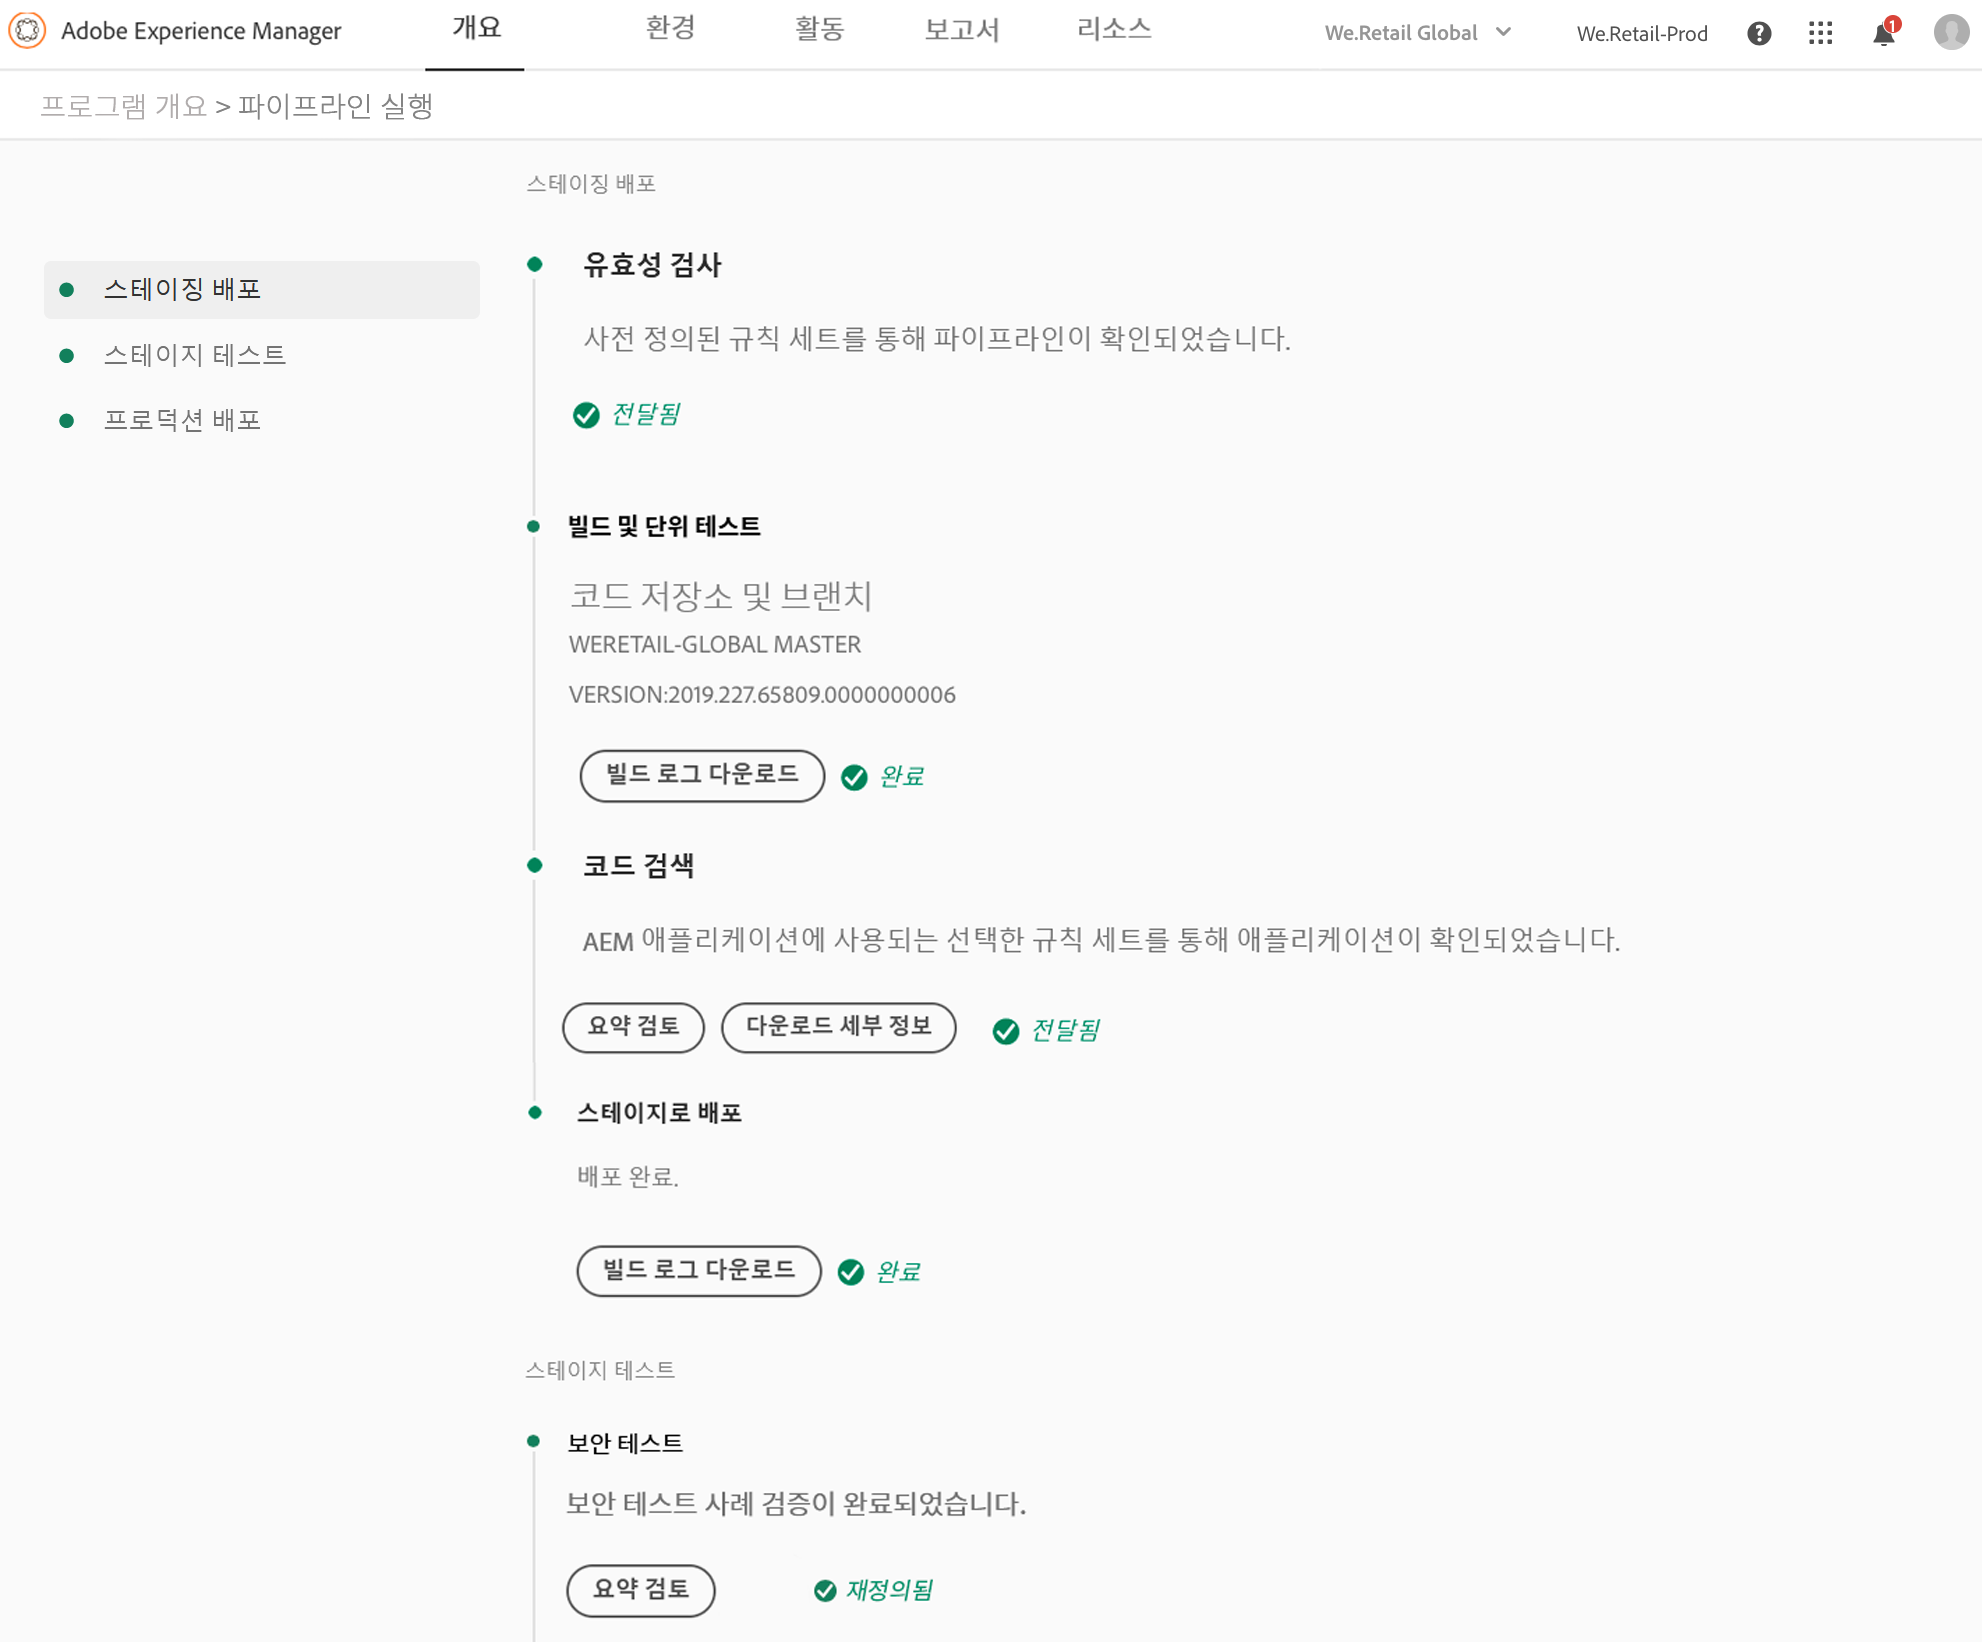 Adobe Experience Manager 개요 환경 활동 보고서 리소스 We.Retail Global We.Retail-Prod 1
프로그램 개요 > 파이프라인 실행
스테이징 배포
스테이지 테스트
프로덕션 배포
스테이징 배포
유효성 검사
사전 정의된 규칙 세트를 통해 파이프라인이 확인되었습니다.
전달됨
빌드 및 단위 테스트
코드 저장소 및 브랜치
WERETAIL-GLOBAL MASTER
VERSION:2019.227.65809.0000000006
빌드 로그 다운로드 완료
코드 검색
AEM 애플리케이션에 사용되는 선택한 규칙 세트를 통해 애플리케이션이 확인되었습니다.
요약 검토 다운로드 세부 정보 전달됨
스테이지로 배포
배포 완료.
빌드 로그 다운로드 완료
스테이지 테스트
보안 테스트
보안 테스트 사례 검증이 완료되었습니다.
요약 검토 재정의됨